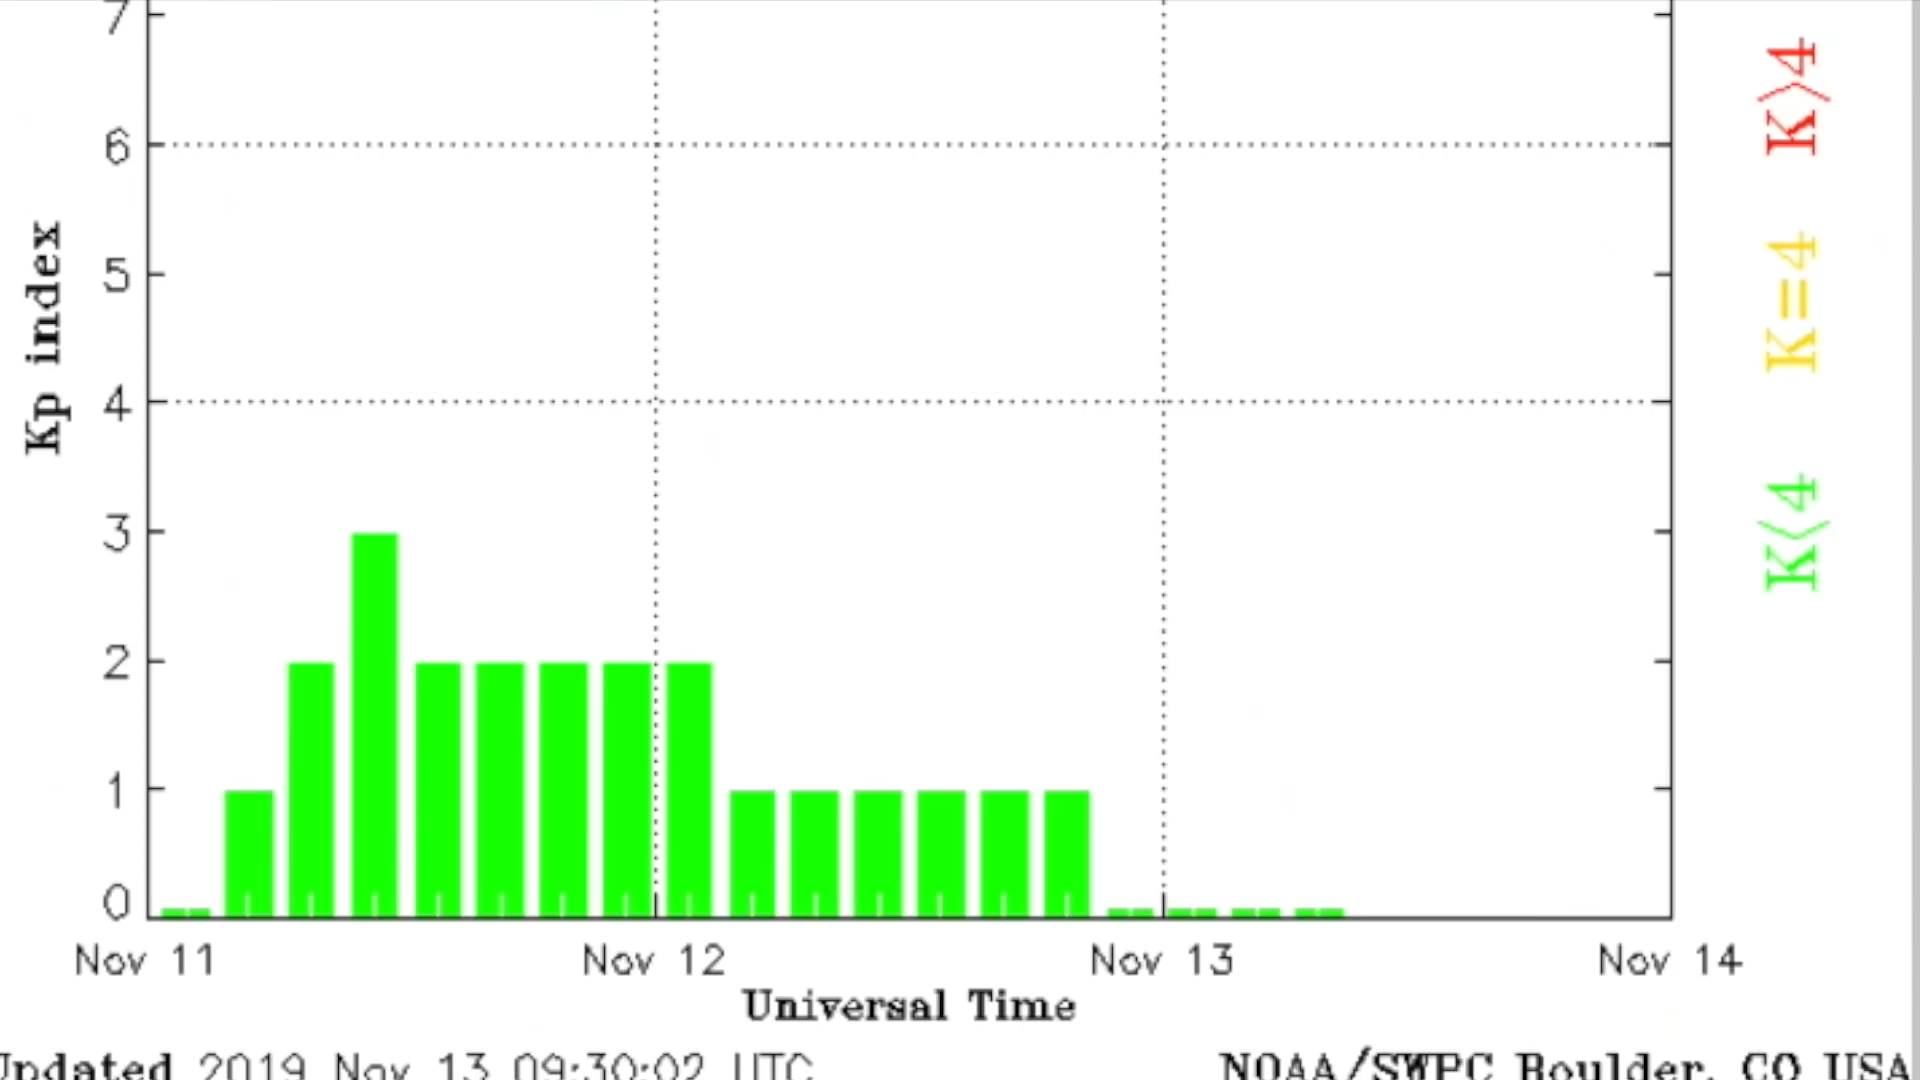 7
6
5
4
3
2
1
0
Kp index
Nov 11 Nov 12 Nov 13 Nov 14
Universal Time
Updated 2019 Nov 13 09:30:02 UTC
NOAA/SWPC Boulder, CO USA
K>4
K=4
K<4